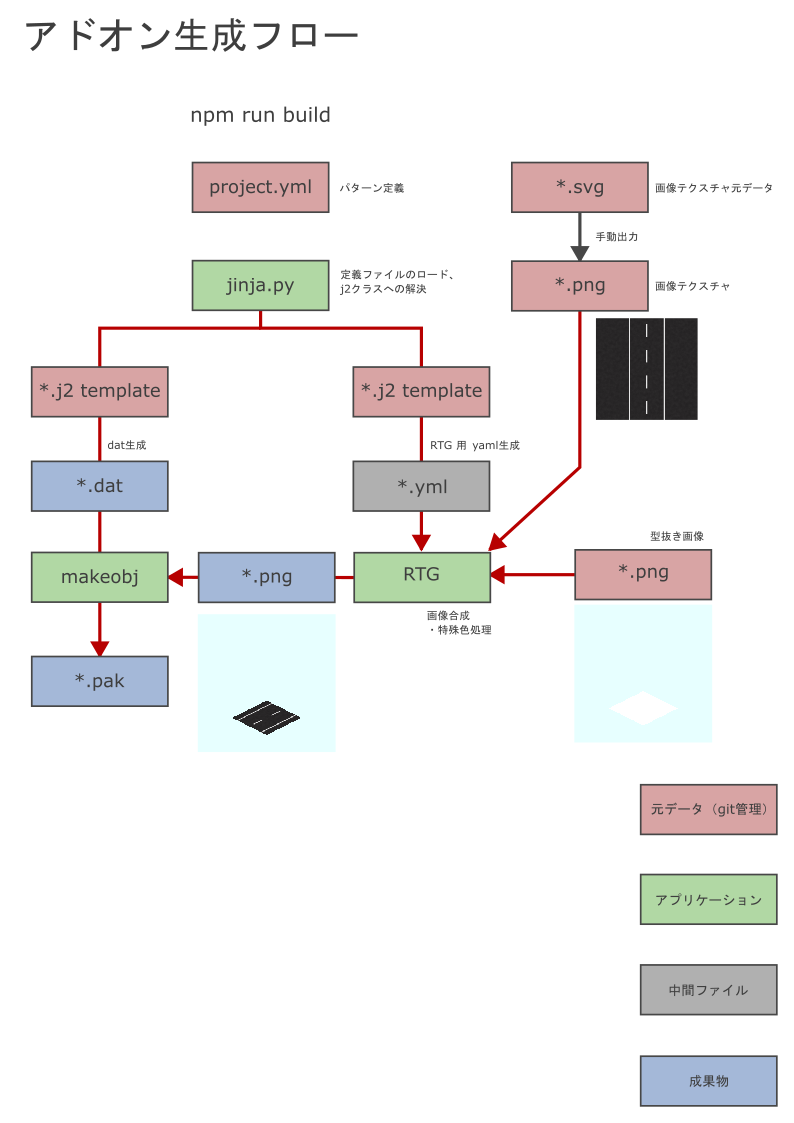 アドオン生成フロー
npm run build
project.yml
パターン定義
*.svg
画像テクスチャ元データ
手動出力
jinja.py
定義ファイルのロード、
j2クラスへの解決
*.png
画像テクスチャ
*.j2 template
*.j2 template
dat生成
RTG 用 yaml生成
*.dat
*.yml
型抜き画像
makeobj
*.png
RTG
*.png
画像合成
・特殊色処理
*.pak
元データ（git管理）
アプリケーション
中間ファイル
成果物